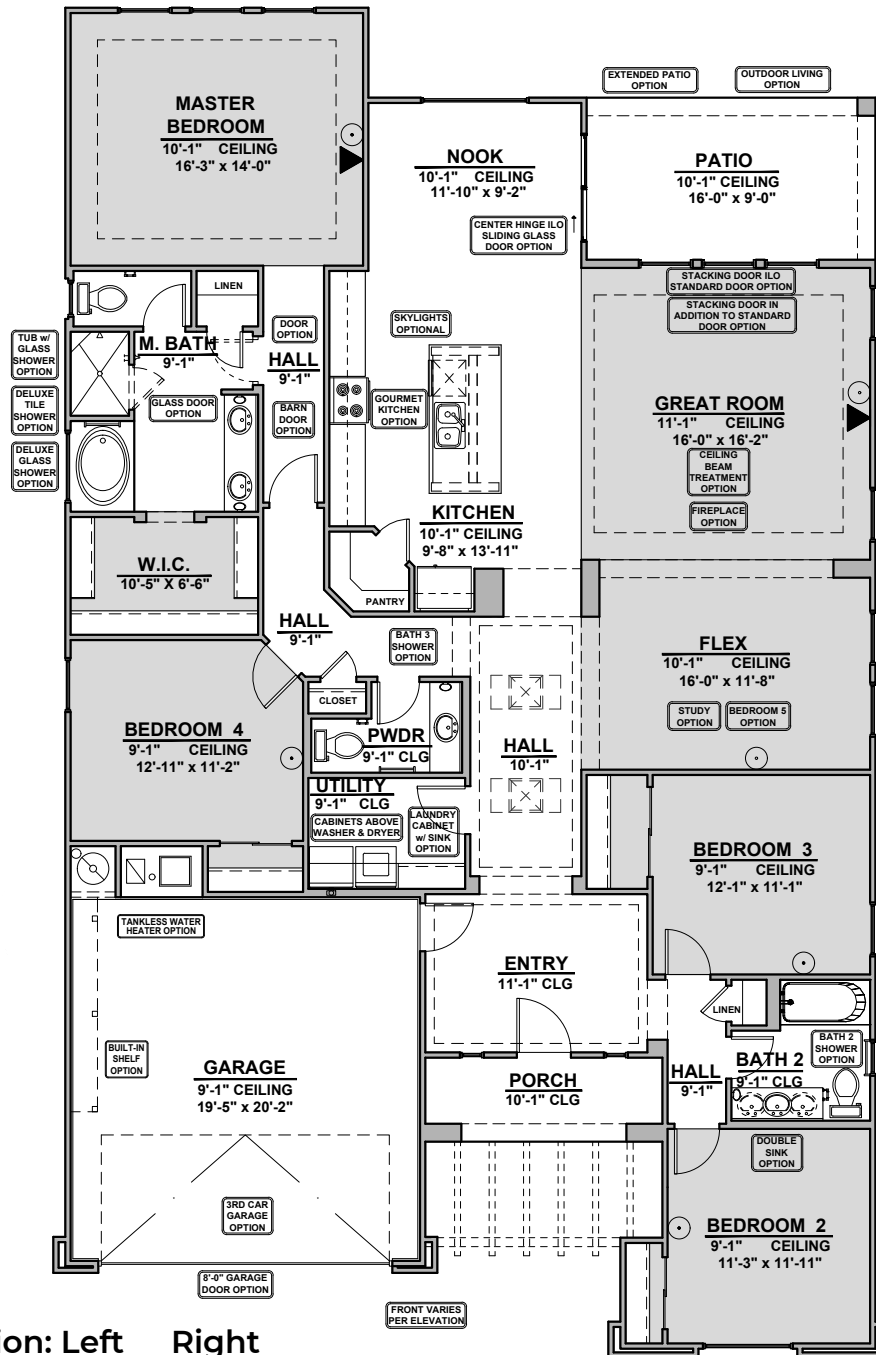 EXTENDED PATIO
OPTION
OUTDOOR LIVING
OPTION
MASTER
BEDROOM
10'-1" CEILING
16'-3" x 14'-0"
NOOK
10'-1" CEILING
11'-10" x 9'-2"
PATIO
10'-1" CEILING
16'-0" x 9'-0"
CENTER HINGE ILO
SLIDING GLASS
DOOR OPTION
STACKING DOOR ILO
STANDARD DOOR OPTION
STACKING DOOR IN
ADDITION TO STANDARD
DOOR OPTION
LINEN
DOOR
OPTION
SKYLIGHTS
OPTIONAL
TUB w/
GLASS
SHOWER
OPTION
M. BATH
9'-1"
HALL
9'-1"
DELUXE
TILE
SHOWER
OPTION
GLASS DOOR
OPTION
BARN
DOOR
OPTION
GOURMET
KITCHEN
OPTION
GREAT ROOM
11'-1" CEILING
16'-0" x 16'-2"
DELUXE
GLASS
SHOWER
OPTION
CEILING
BEAM
TREATMENT
OPTION
FIREPLACE
OPTION
KITCHEN
10'-1" CEILING
9'-8" x 13'-11"
W.I.C.
10'-5" X 6'-6"
PANTRY
HALL
9'-1"
BATH 3
SHOWER
OPTION
FLEX
10'-1" CEILING
16'-0" x 11'-8"
STUDY
OPTION
BEDROOM 5
OPTION
CLOSET
BEDROOM 4
9'-1" CEILING
12'-11" x 11'-2"
PWDR
9'-1" CLG
HALL
10'-1"
UTILITY
9'-1" CLG
CABINETS ABOVE
WASHER & DRYER
LAUNDRY
CABINET
w/ SINK
OPTION
BEDROOM 3
9'-1" CEILING
12'-1" x 11'-1"
TANKLESS WATER
HEATER OPTION
ENTRY
11'-1" CLG
LINEN
BUILT-IN
SHELF
OPTION
GARAGE
9'-1" CEILING
19'-5" x 20'-2"
PORCH
10'-1" CLG
HALL
9'-1"
BATH 2
9'-1" CLG
BATH 2
SHOWER
OPTION
DOUBLE
SINK
OPTION
3RD CAR
GARAGE
OPTION
BEDROOM 2
9'-1" CEILING
11'-3" x 11'-11"
8'-0" GARAGE
DOOR OPTION
FRONT VARIES
PER ELEVATION
ion: Left Right